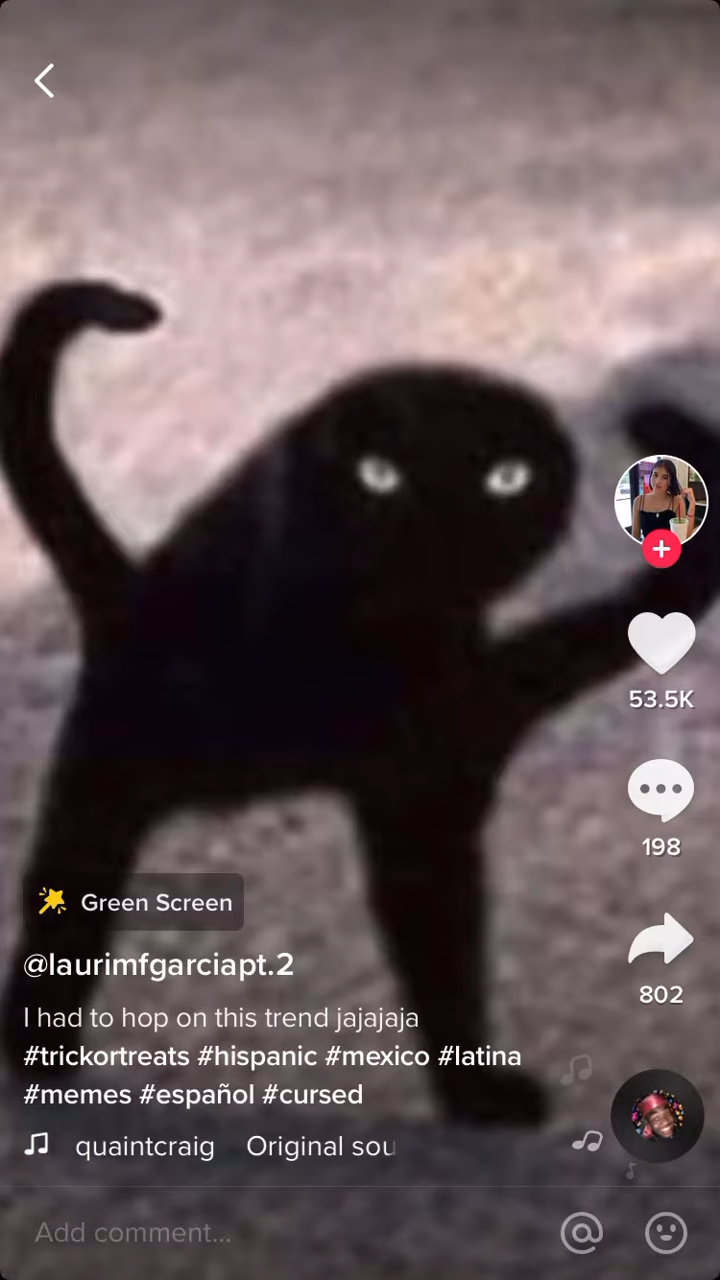 53.5K
198
802
Green Screen
@laurimfgarciapt.2
I had to hop on this trend jajajaja
#trickortreats #hispanic #mexico #latina
#memes #español #cursed
quaintcraig Original sou
Add comment...